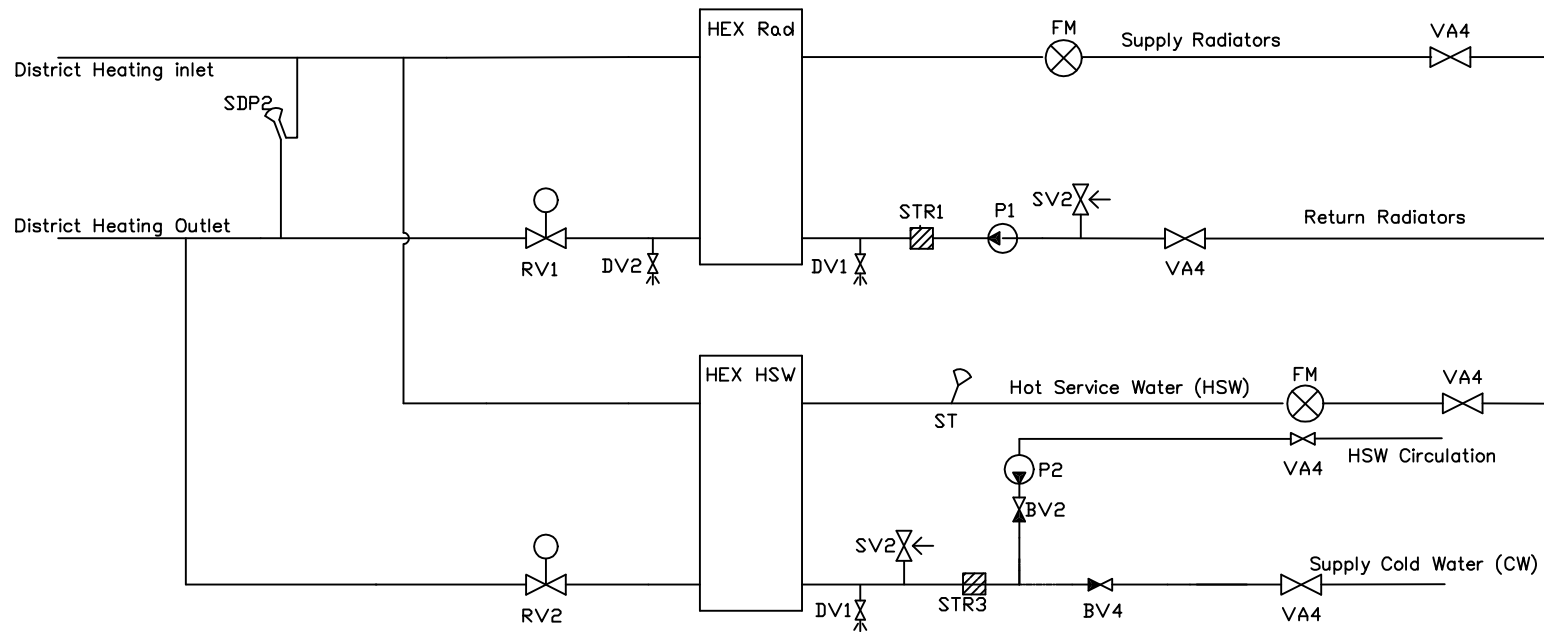 HEX Rad
FM
Supply Radiators
VA4
District Heating inlet
SDP2
District Heating Outlet
RV1
DV2
DV1
STR1
P1
SV2
VA4
Return Radiators
HEX HSW
ST
Hot Service Water (HSW)
FM
VA4
P2
VA4
HSW Circulation
BV2
SV2
RV2
DV1
STR3
BV4
VA4
Supply Cold Water (CW)